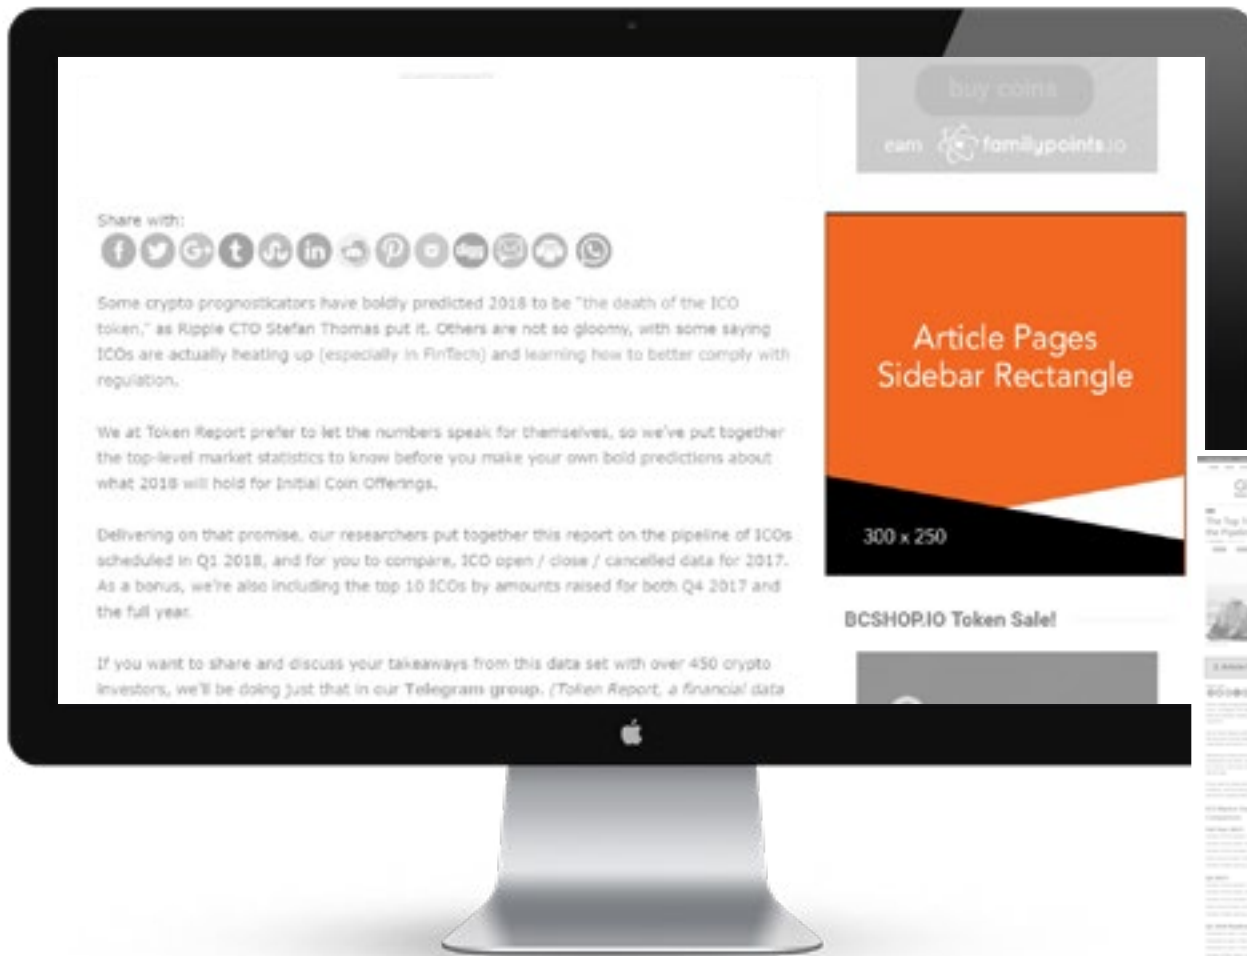 buy coins
earn familypoints.io
Share with:
Some crypto prognosticators have boldly predicted 2018 to be "the death of the ICO
token," as Ripple CTO Stefan Thomas put it. Others are not so gloomy, with some saying
ICOs are actually heating up (especially in FinTech) and learning how to better comply with
regulation.
We at Token Report prefer to let the numbers speak for themselves, so we've put together
the top-level market statistics to know before you make your own bold predictions about
what 2018 will hold for Initial Coin Offerings.
Delivering on that promise, our researchers put together this report on the pipeline of ICOs
scheduled in Q1 2018, and for you to compare, ICO open / close / cancelled data for 2017.
As a bonus, we're also including the top 10 ICOs by amounts raised for both Q4 2017 and
the full year.
If you want to share and discuss your takeaways from this data set with over 450 crypto
investors, we'll be doing just that in our Telegram group. (Token Report, a financial data
Article Pages
Sidebar Rectangle
300 x 250
BCSHOP.IO Token Sale!
The Top T
the Pipeli